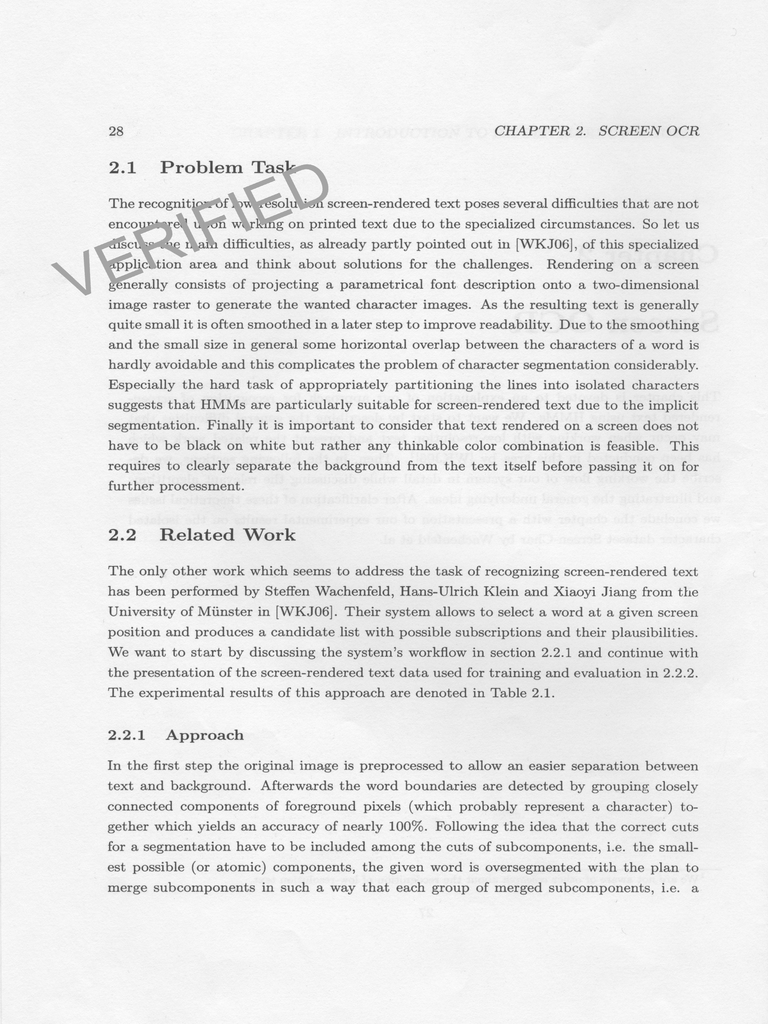 28 CHAPTER 2. SCREEN OCR
2.1 Problem Task
The recognition of low resolution screen-rendered text poses several difficulties that are not
encountered upon working on printed text due to the specialized circumstances. So let us
discuss the main difficulties, as already partly pointed out in [WKJ06], of this specialized
application area and think about solutions for the challenges. Rendering on a screen
generally consists of projecting a parametrical font description onto a two-dimensional
image raster to generate the wanted character images. As the resulting text is generally
quite small it is often smoothed in a later step to improve readability. Due to the smoothing
and the small size in general some horizontal overlap between the characters of a word is
hardly avoidable and this complicates the problem of character segmentation considerably.
Especially the hard task of appropriately partitioning the lines into isolated characters
suggests that HMMs are particularly suitable for screen-rendered text due to the implicit
segmentation. Finally it is important to consider that text rendered on a screen does not
have to be black on white but rather any thinkable color combination is feasible. This
requires to clearly separate the background from the text itself before passing it on for
further processment.
VERIFIED
2.2 Related Work
The only other work which seems to address the task of recognizing screen-rendered text
has been performed by Steffen Wachenfeld, Hans-Ulrich Klein and Xiaoyi Jiang from the
University of Münster in [WKJ06]. Their system allows to select a word at a given screen
position and produces a candidate list with possible subscriptions and their plausibilities.
We want to start by discussing the system's workflow in section 2.2.1 and continue with
the presentation of the screen-rendered text data used for training and evaluation in 2.2.2.
The experimental results of this approach are denoted in Table 2.1.
2.2.1 Approach
In the first step the original image is preprocessed to allow an easier separation between
text and background. Afterwards the word boundaries are detected by grouping closely
connected components of foreground pixels (which probably represent a character) to-
gether which yields an accuracy of nearly 100%. Following the idea that the correct cuts
for a segmentation have to be included among the cuts of subcomponents, i.e. the small-
est possible (or atomic) components, the given word is oversegmented with the plan to
merge subcomponents in such a way that each group of merged subcomponents, i.e. a